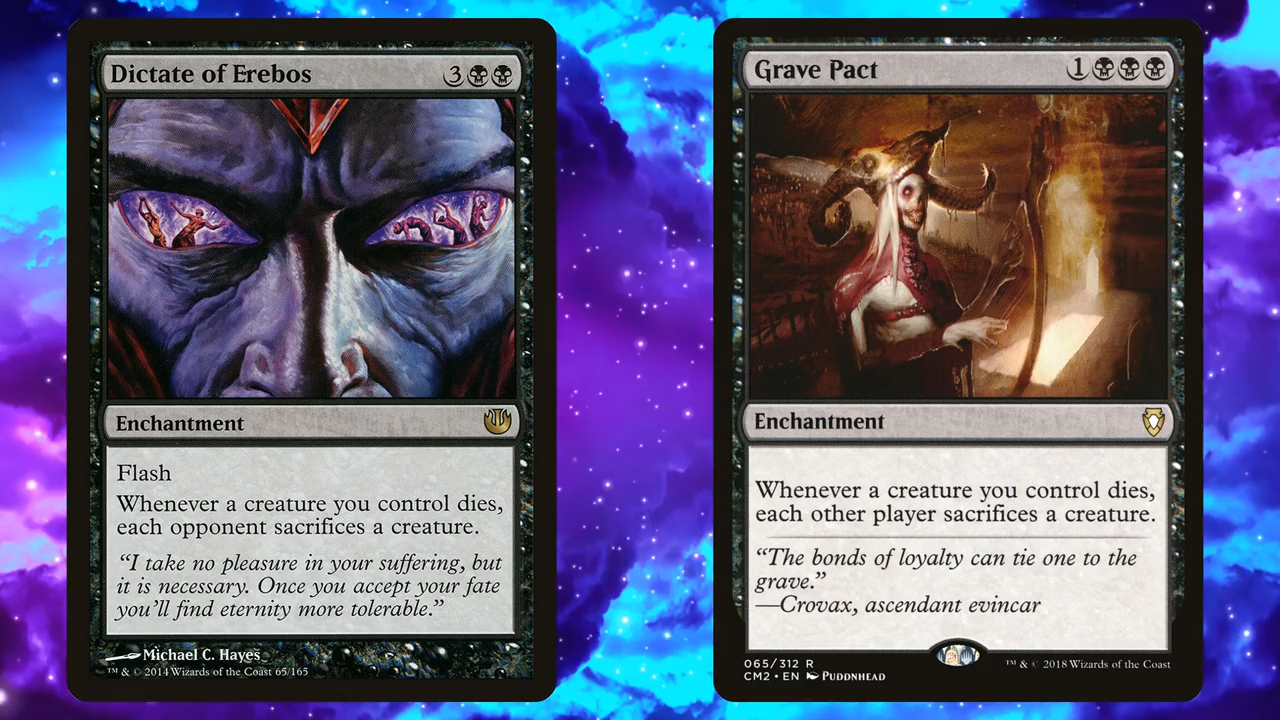 Dictate of Erebos 3
Enchantment
Flash
Whenever a creature you control dies,
each opponent sacrifices a creature.
“I take no pleasure in your suffering, but
it is necessary. Once you accept your fate
you’ll find eternity more tolerable.”
Michael C. Hayes
™ & © 2014 Wizards of the Coast 65/165
Grave Pact 1
Enchantment
Whenever a creature you control dies,
each other player sacrifices a creature.
“The bonds of loyalty can tie one to the
grave.”
—Crovax, ascendant evincar
065/312 R
CM2 • EN Puddnhead
™ & © 2018 Wizards of the Coast